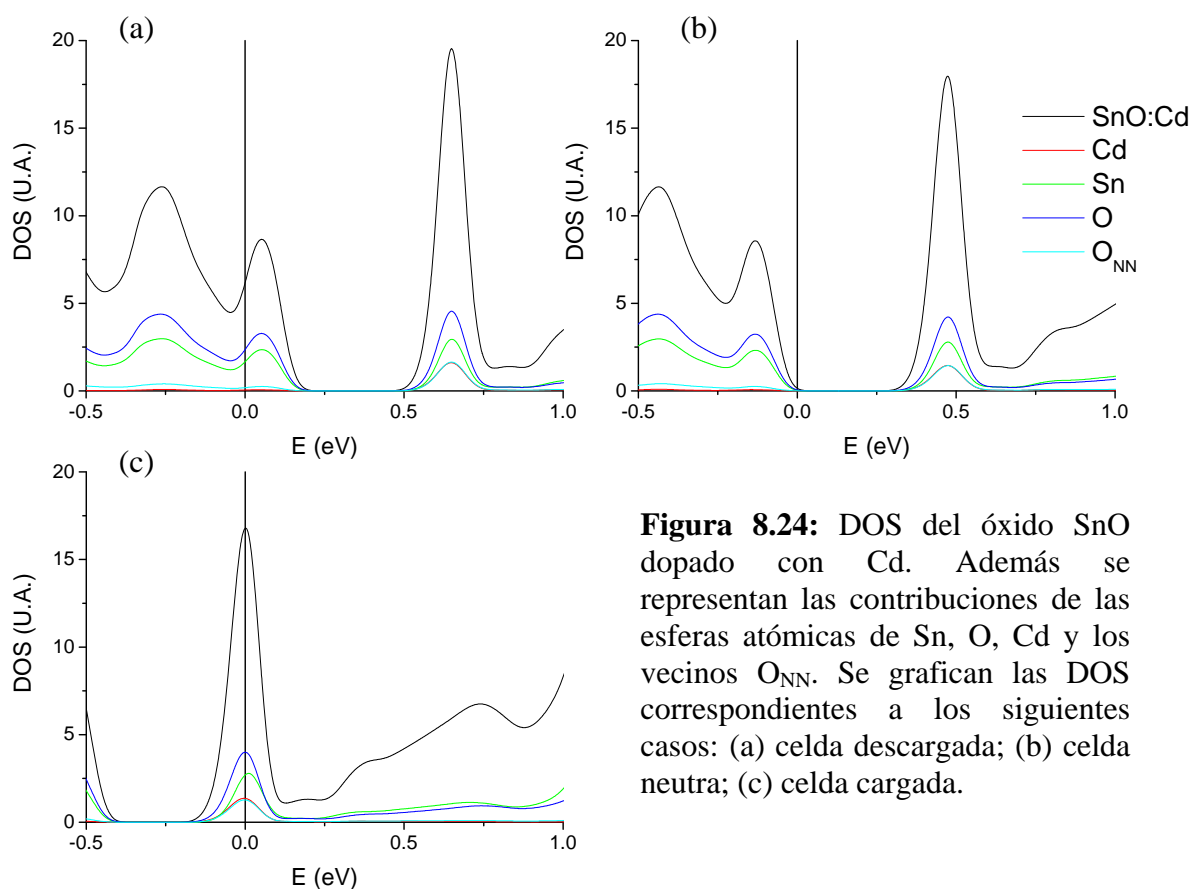 (a)
20
15
10
5
0
DOS (U.A.)
-0.5
0.0
0.5
1.0
E (eV)
(b)
20
15
10
5
0
DOS (U.A.)
-0.5
0.0
0.5
1.0
E (eV)
SnO:Cd
Cd
Sn
O
O_NN
(c)
20
15
10
5
0
DOS (U.A.)
-0.5
0.0
0.5
1.0
E (eV)
Figura 8.24: DOS del óxido SnO
dopado con Cd. Además se
representan las contribuciones de las
esferas atómicas de Sn, O, Cd y los
vecinos O_NN. Se grafican las DOS
correspondientes a los siguientes
casos: (a) celda descargada; (b) celda
neutra; (c) celda cargada.